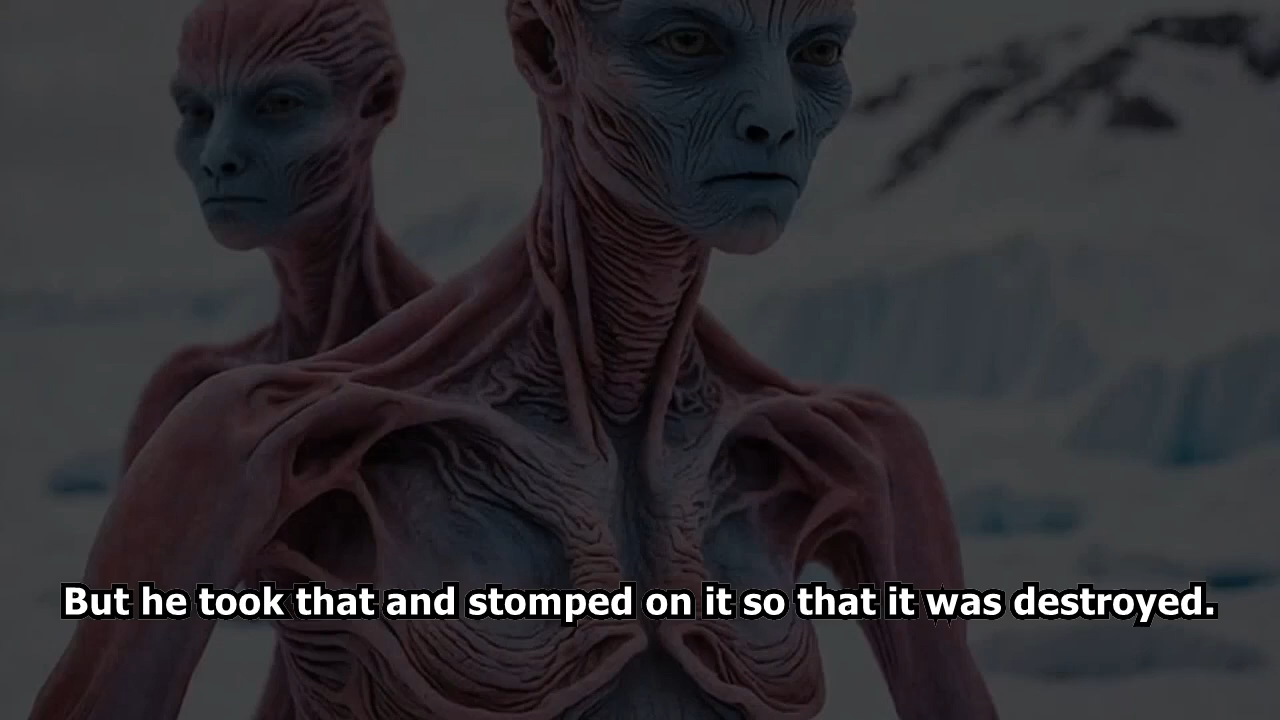 But he took that and stomped on it so that it was destroyed.